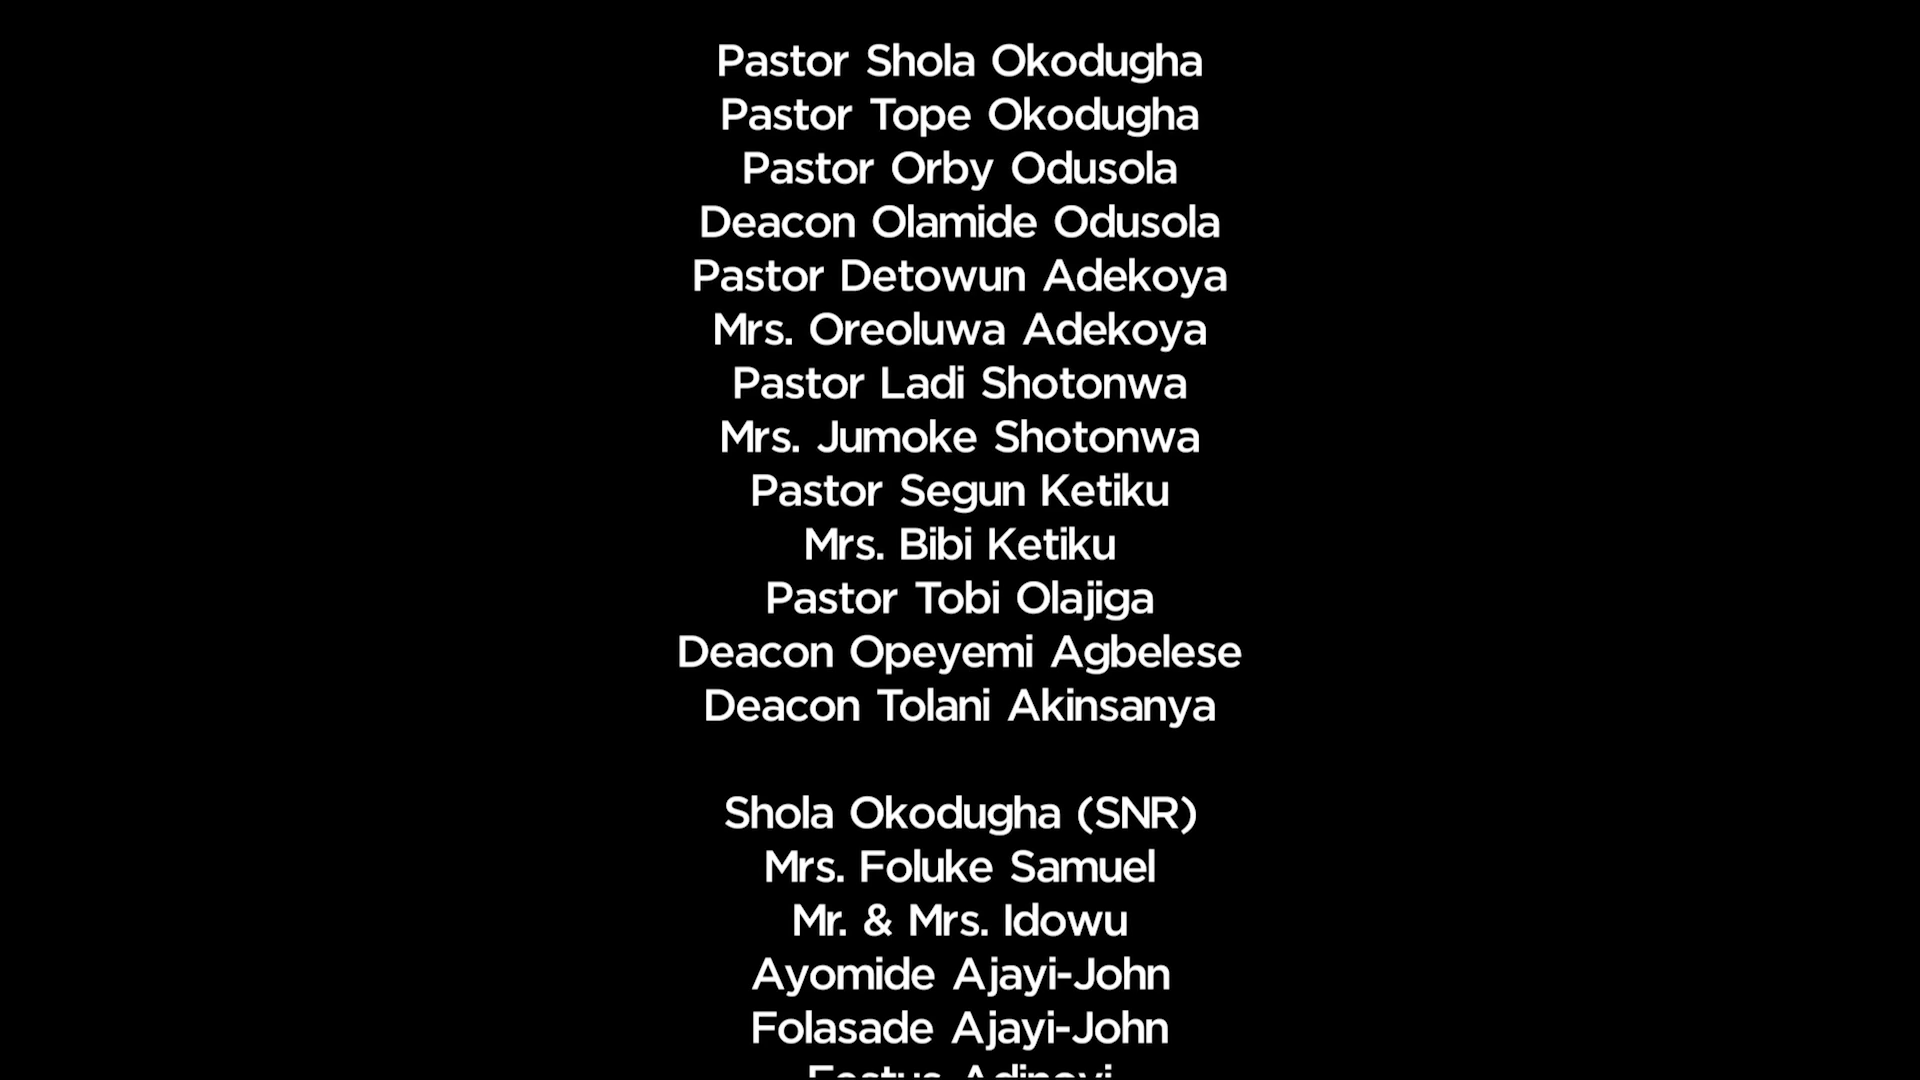 Pastor Shola Okodugha
Pastor Tope Okodugha
Pastor Orby Odusola
Deacon Olamide Odusola
Pastor Detowun Adekoya
Mrs. Oreoluwa Adekoya
Pastor Ladi Shotonwa
Mrs. Jumoke Shotonwa
Pastor Segun Ketiku
Mrs. Bibi Ketiku
Pastor Tobi Olajiga
Deacon Opeyemi Agbelese
Deacon Tolani Akinsanya
Shola Okodugha (SNR)
Mrs. Foluke Samuel
Mr. & Mrs. Idowu
Ayomide Ajayi-John
Folasade Ajayi-John
Festus